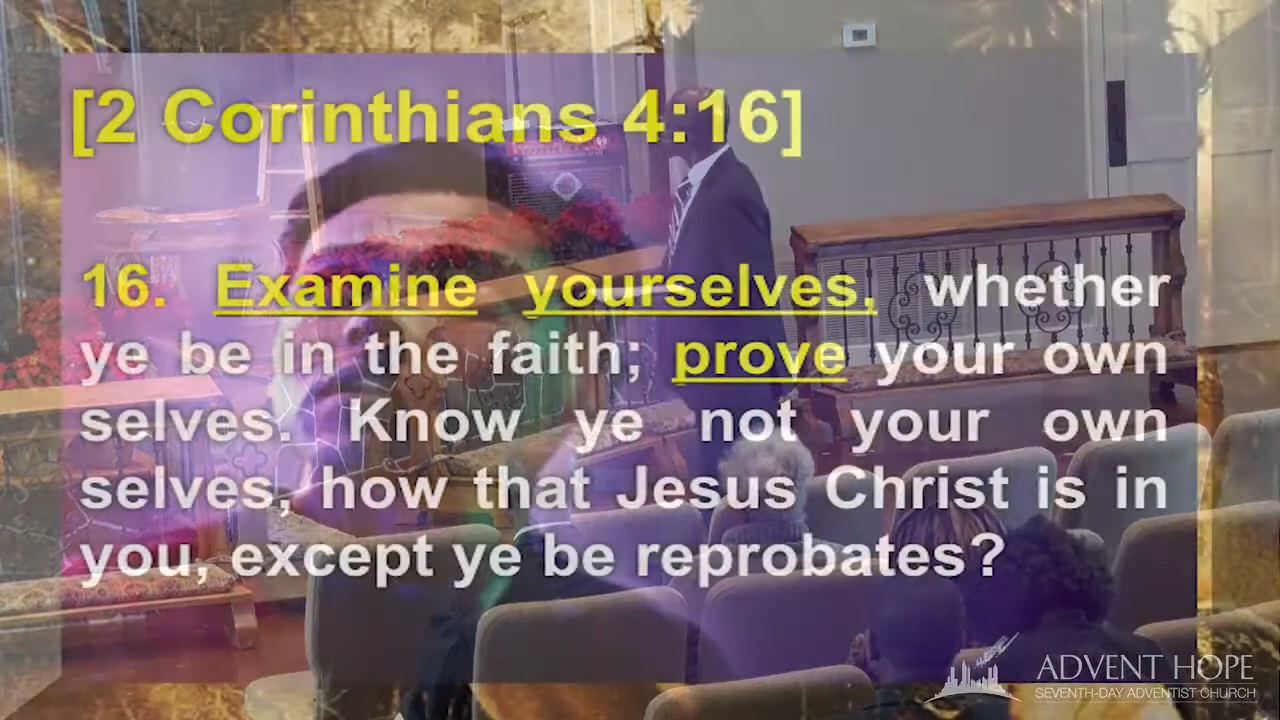 [2 Corinthians 4:16]
16. Examine yourselves, whether
ye be in the faith; prove your own
selves. Know ye not your own
selves, how that Jesus Christ is in
you, except ye be reprobates?
ADVENT HOPE
SEVENTH-DAY ADVENTIST CHURCH